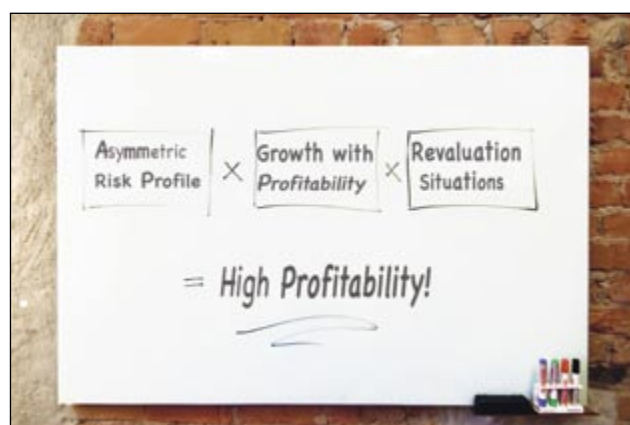 Asymmetric
Risk Profile
×
Growth with
Profitability
×
Revaluation
Situations
= High Profitability!